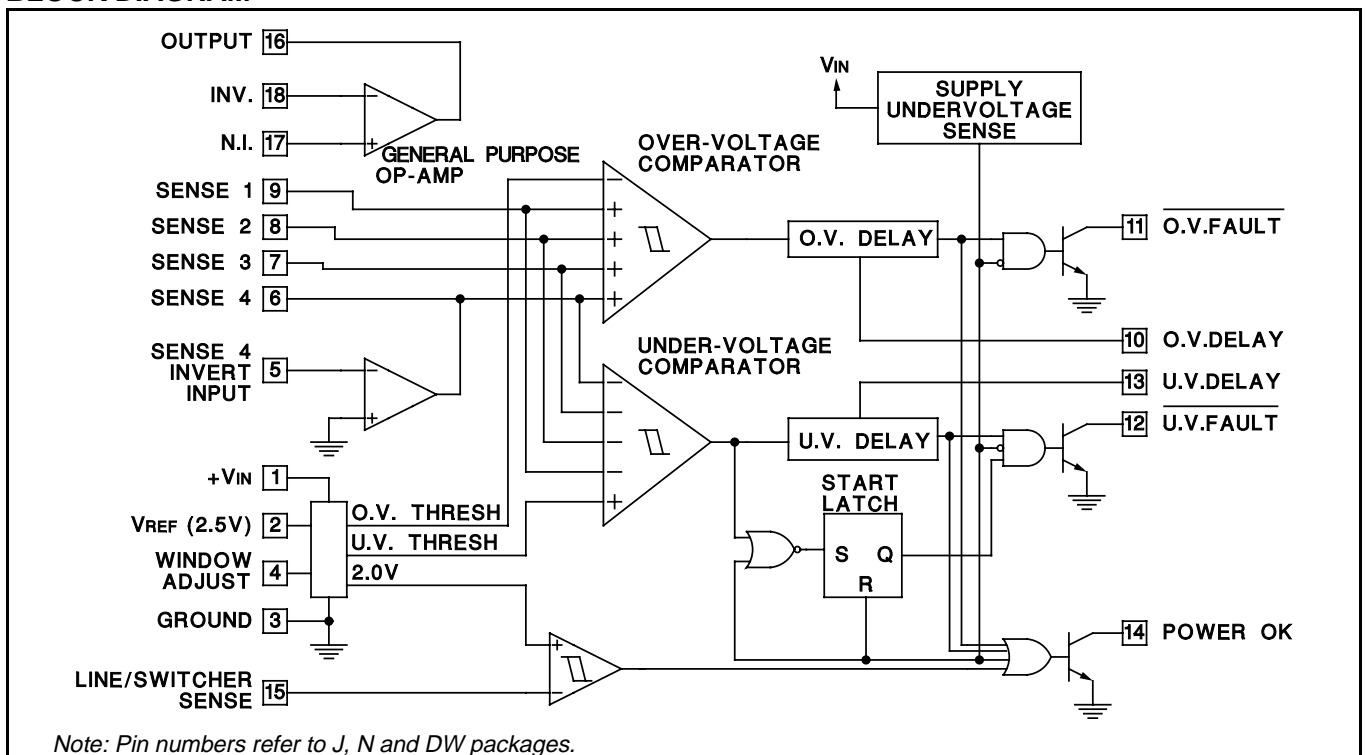 BLOCK DIAGRAM
OUTPUT 16
INV. 18
N.I. 17
-
+
GENERAL PURPOSE
OP-AMP
SENSE 1 9
SENSE 2 8
SENSE 3 7
SENSE 4 6
SENSE 4
INVERT
INPUT
5
-
+
+VIN 1
VREF (2.5V) 2
WINDOW
ADJUST
4
GROUND 3
LINE/SWITCHER
SENSE
15
O.V. THRESH
U.V. THRESH
2.0V
+
-
OVER-VOLTAGE
COMPARATOR
-
+
+
+
+
UNDER-VOLTAGE
COMPARATOR
-
-
-
-
+
VIN
SUPPLY
UNDERVOLTAGE
SENSE
O.V. DELAY
U.V. DELAY
START
LATCH
S Q
R
11 O.V.FAULT
10 O.V.DELAY
13 U.V.DELAY
12 U.V.FAULT
14 POWER OK
Note: Pin numbers refer to J, N and DW packages.